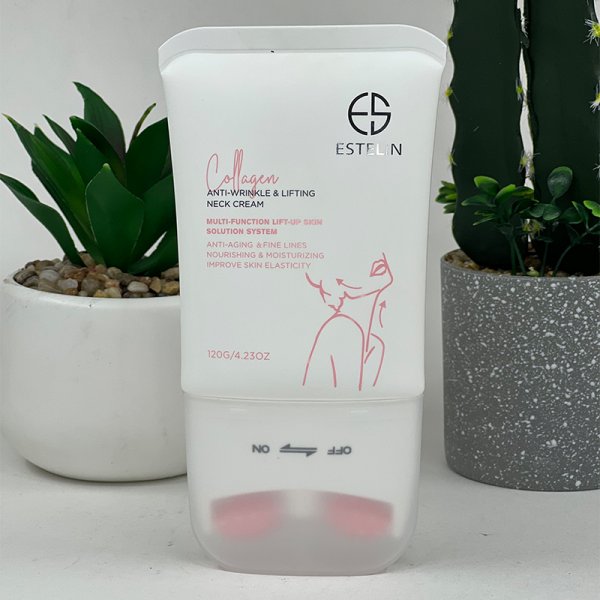 ES
ESTELiN
Collagen
ANTI-WRINKLE & LIFTING
NECK CREAM
MULTI-FUNCTION LIFT-UP SKIN
SOLUTION SYSTEM
ANTI-AGING & FINE LINES
NOURISHING & MOISTURIZING
IMPROVE SKIN ELASTICITY
120G/4.23OZ
OFF ON